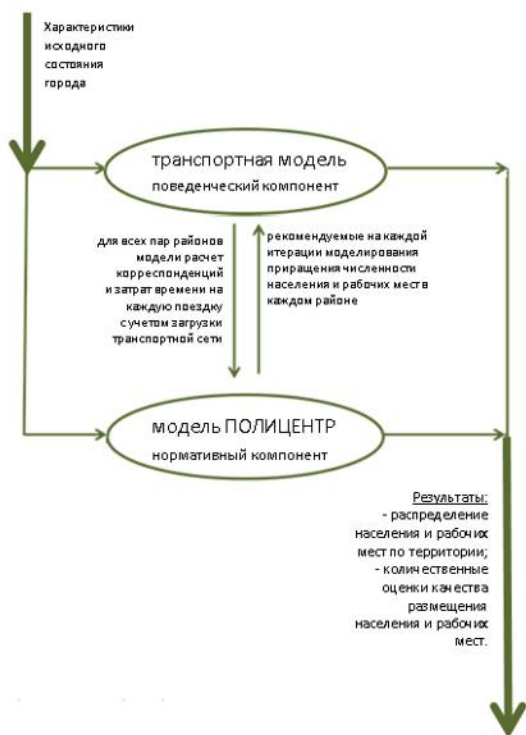 Характеристики
исходного
состояния
города
транспортная модель
поведенческий компонент
для всех пар районов
модели расчет
корреспонденций
и затрат времени на
каждую поездку
с учетом загрузки
транспортной сети
рекомендуемые на каждой
итерации моделирования
приращения численности
населения и рабочих мест в
каждом районе
модель ПОЛИЦЕНТР
нормативный компонент
Результаты:
- распределение
населения и рабочих
мест по территории;
- количественные
оценки качества
размещения
населения и рабочих
мест.